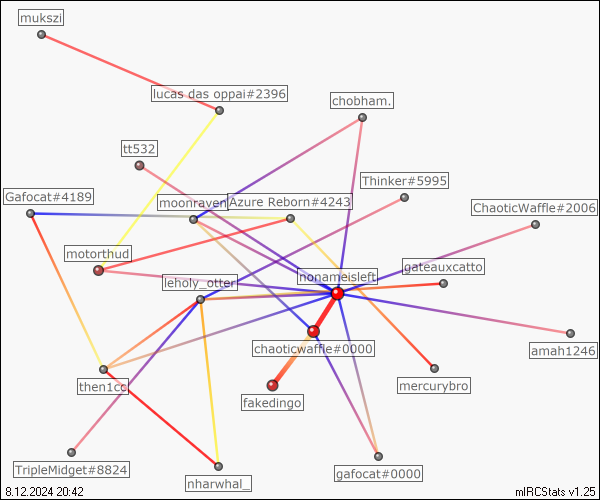 mukszi
lucas das oppai#2396
chobham.
tt532
Thinker#5995
Gafocat#4189
moonraven
Azure Reborn#4243
ChaoticWaffle#2006
motorthud
nonameisleft
gateauxcatto
leholy_otter
chaoticwaffle#0000
amah1246
then1cc
mercurybro
fakedingo
TripleMidget#8824
gafocat#0000
nharwhal_
8.12.2024 20:42
mIRCStats v1.25